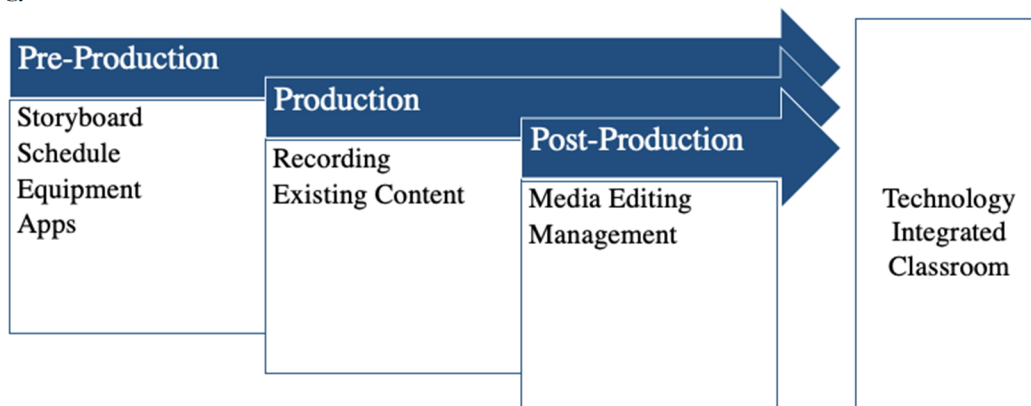 Pre-Production
Storyboard
Schedule
Equipment
Apps
Production
Recording
Existing Content
Post-Production
Media Editing
Management
Technology
Integrated
Classroom